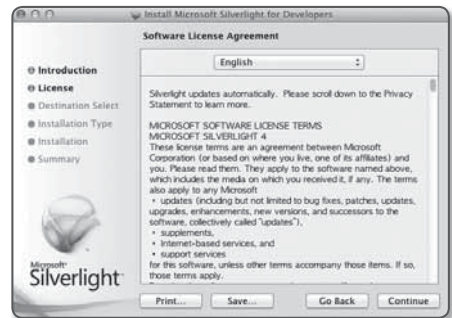 Install Microsoft Silverlight for Developers
Software License Agreement
Introduction
License
Destination Select
Installation Type
Installation
Summary
Microsoft®
Silverlight™
English
Silverlight updates automatically. Please scroll down to the Privacy
Statement to learn more.
MICROSOFT SOFTWARE LICENSE TERMS
MICROSOFT SILVERLIGHT 4
These license terms are an agreement between Microsoft
Corporation (or based on where you live, one of its affiliates) and
you. Please read them. They apply to the software named above,
which includes the media on which you received it, if any. The terms
also apply to any Microsoft
• updates (including but not limited to bug fixes, patches, updates,
upgrades, enhancements, new versions, and successors to the
software, collectively called "updates"),
• supplements,
• Internet-based services, and
• support services
for this software, unless other terms accompany those items. If so,
those terms apply.
Print...
Save...
Go Back
Continue